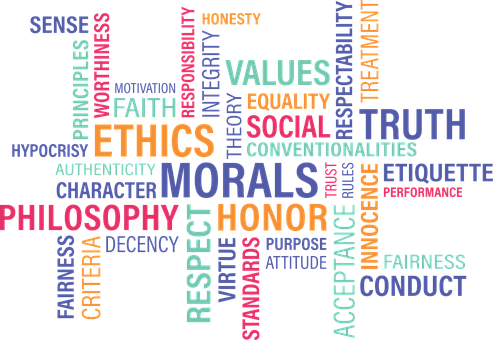 SENSE
PRINCIPLES
WORTHINESS
MOTIVATION
FAITH
RESPONSIBILITY
INTEGRITY
HONESTY
VALUES
EQUALITY
THEORY
SOCIAL
RESPECTABILITY
TREATMENT
TRUTH
HYPOCRISY
ETHICS
CONVENTIONALITIES
AUTHENTICITY
CHARACTER
MORALS
TRUST
RULES
INNOCENCE
ETIQUETTE
PERFORMANCE
PHILOSOPHY
RESPECT
HONOR
ACCEPTANCE
FAIRNESS
CRITERIA
DECENCY
VIRTUE
STANDARDS
PURPOSE
ATTITUDE
FAIRNESS
CONDUCT